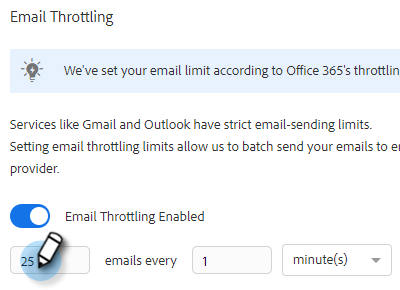 Email Throttling
We've set your email limit according to Office 365's throttlin
Services like Gmail and Outlook have strict email-sending limits.
Setting email throttling limits allow us to batch send your emails to e
provider.
Email Throttling Enabled
25 emails every 1 minute(s)